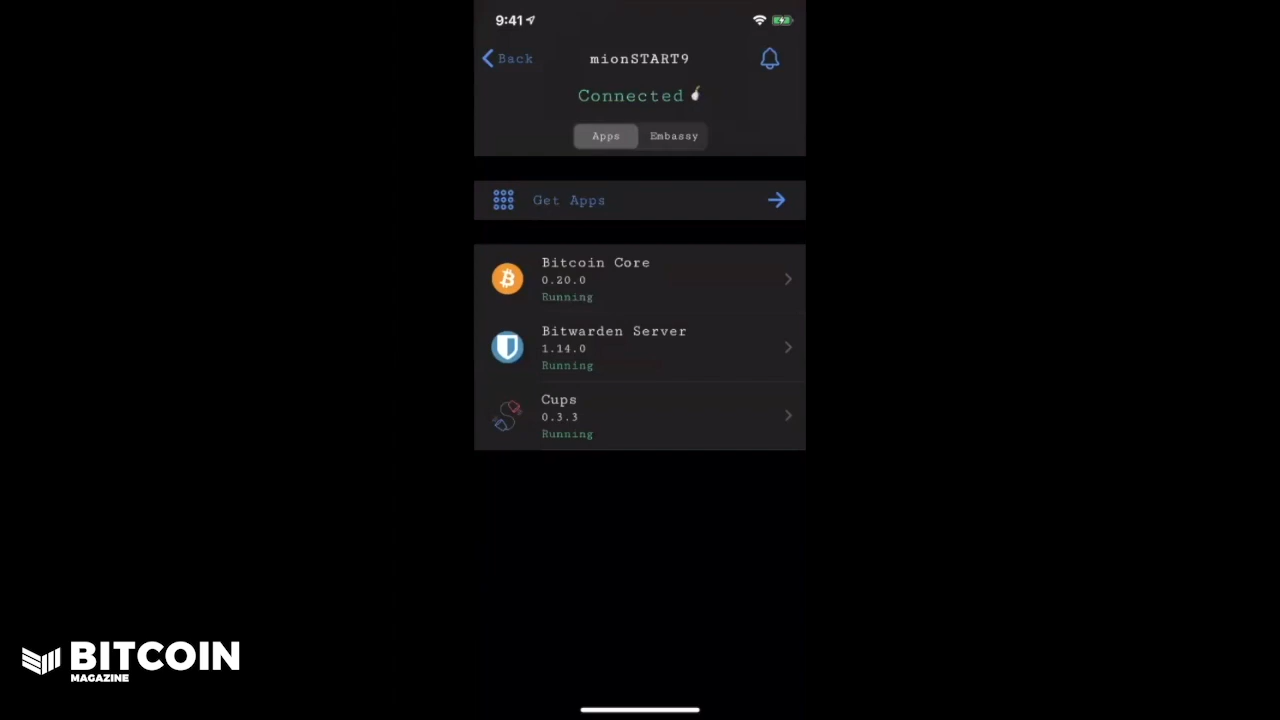 9:41
Back
mionSTART9
Connected
Apps
Embassy
Get Apps
Bitcoin Core
0.20.0
Running
Bitwarden Server
1.14.0
Running
Cups
0.3.3
Running
BITCOIN
MAGAZINE